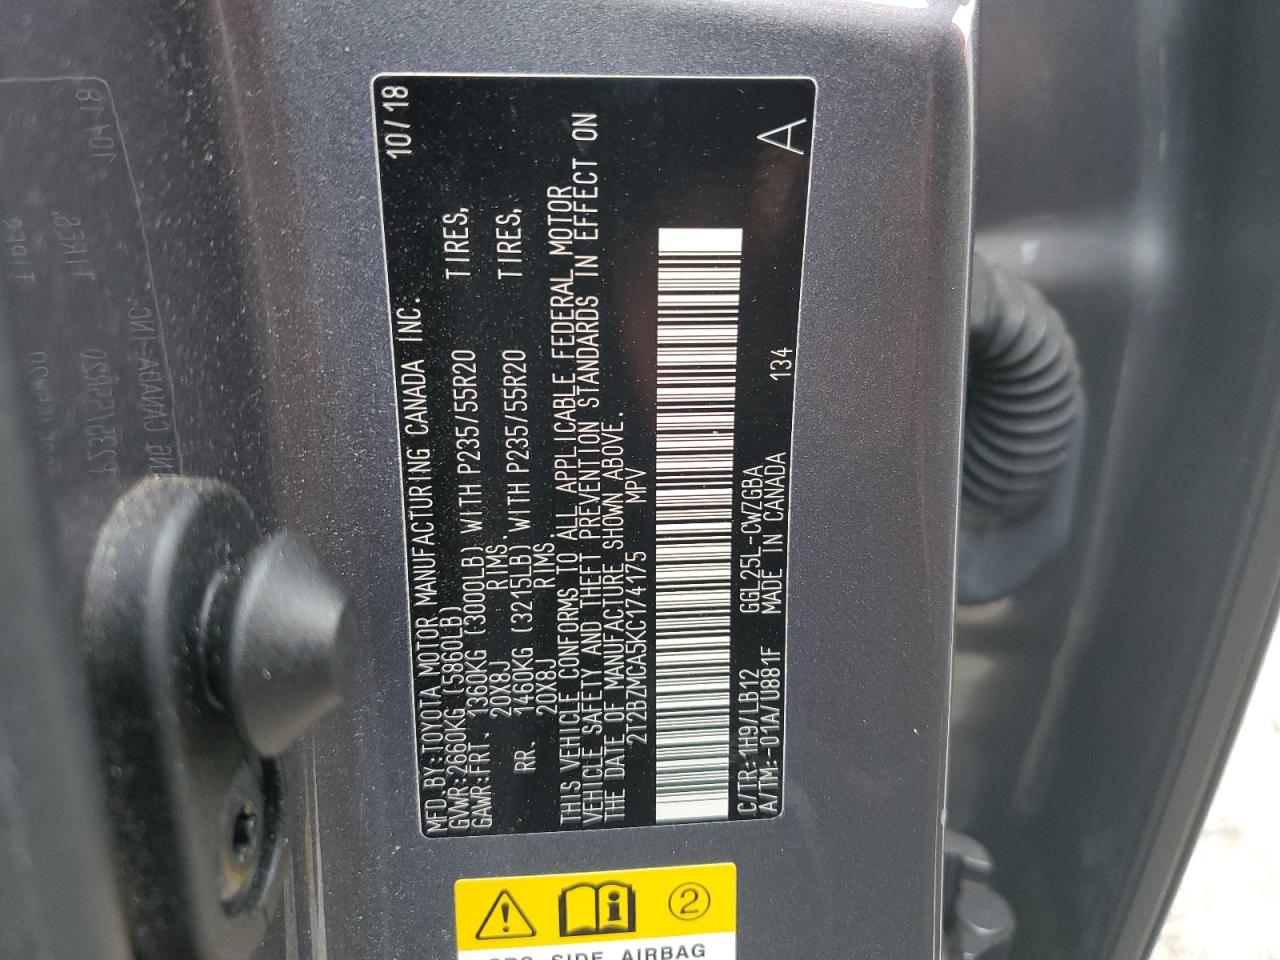 MFD.BY:TOYOTA MOTOR MANUFACTURING CANADA INC. 10/18
GVWR:2660KG (5860LB)
GAWR:FRT. 1360KG (3000LB) WITH P235/55R20 TIRES,
20X8J RIMS.
RR. 1460KG (3215LB) WITH P235/55R20 TIRES,
20X8J RIMS
THIS VEHICLE CONFORMS TO ALL APPLICABLE FEDERAL MOTOR
VEHICLE SAFETY AND THEFT PREVENTION STANDARDS IN EFFECT ON
THE DATE OF MANUFACTURE SHOWN ABOVE.
2T2BZMCA5KC174175 MPV
C/TR:1H9/LB12 GGL25L-CWZGBA
A/TM:-01A/U881F MADE IN CANADA 134 A
2
SRS SIDE AIRBAG